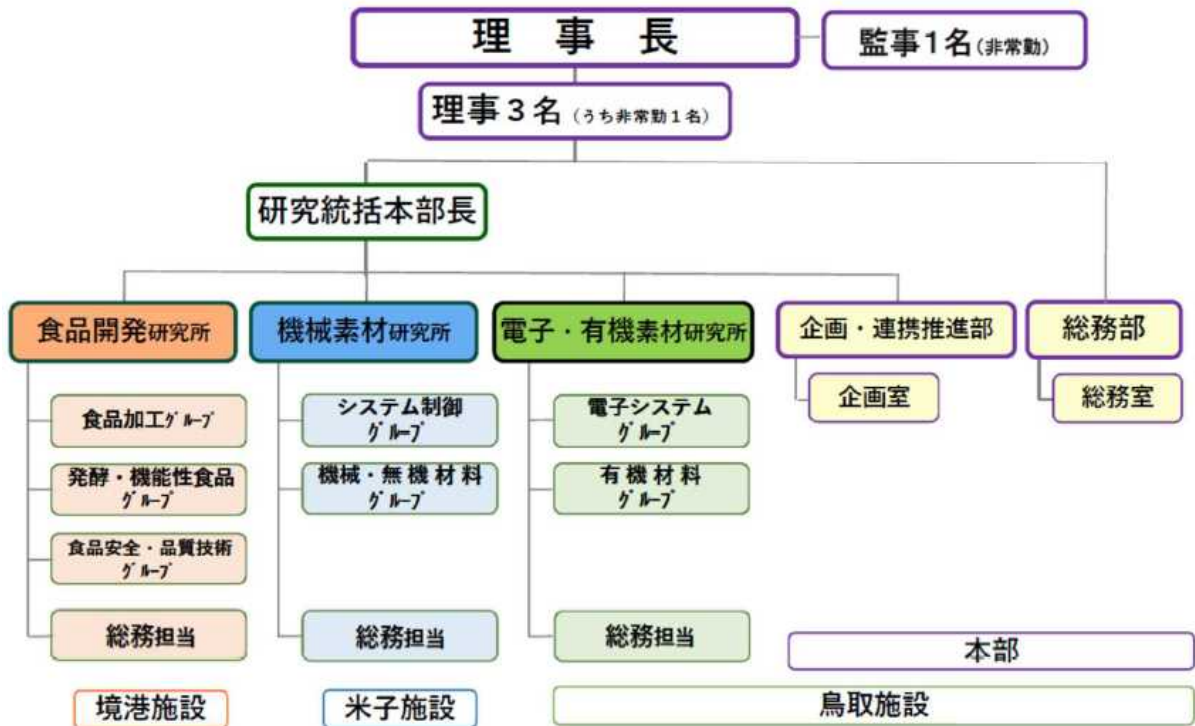 理 事 長
監事1名(非常勤)
理事3名(うち非常勤1名)
研究統括本部長
食品開発研究所
機械素材研究所
電子・有機素材研究所
企画・連携推進部
総務部
食品加工グループ
発酵・機能性食品
グループ
食品安全・品質技術
グループ
総務担当
システム制御
グループ
機械・無機材料
グループ
総務担当
電子システム
グループ
有機材料
グループ
総務担当
企画室
総務室
本部
境港施設
米子施設
鳥取施設